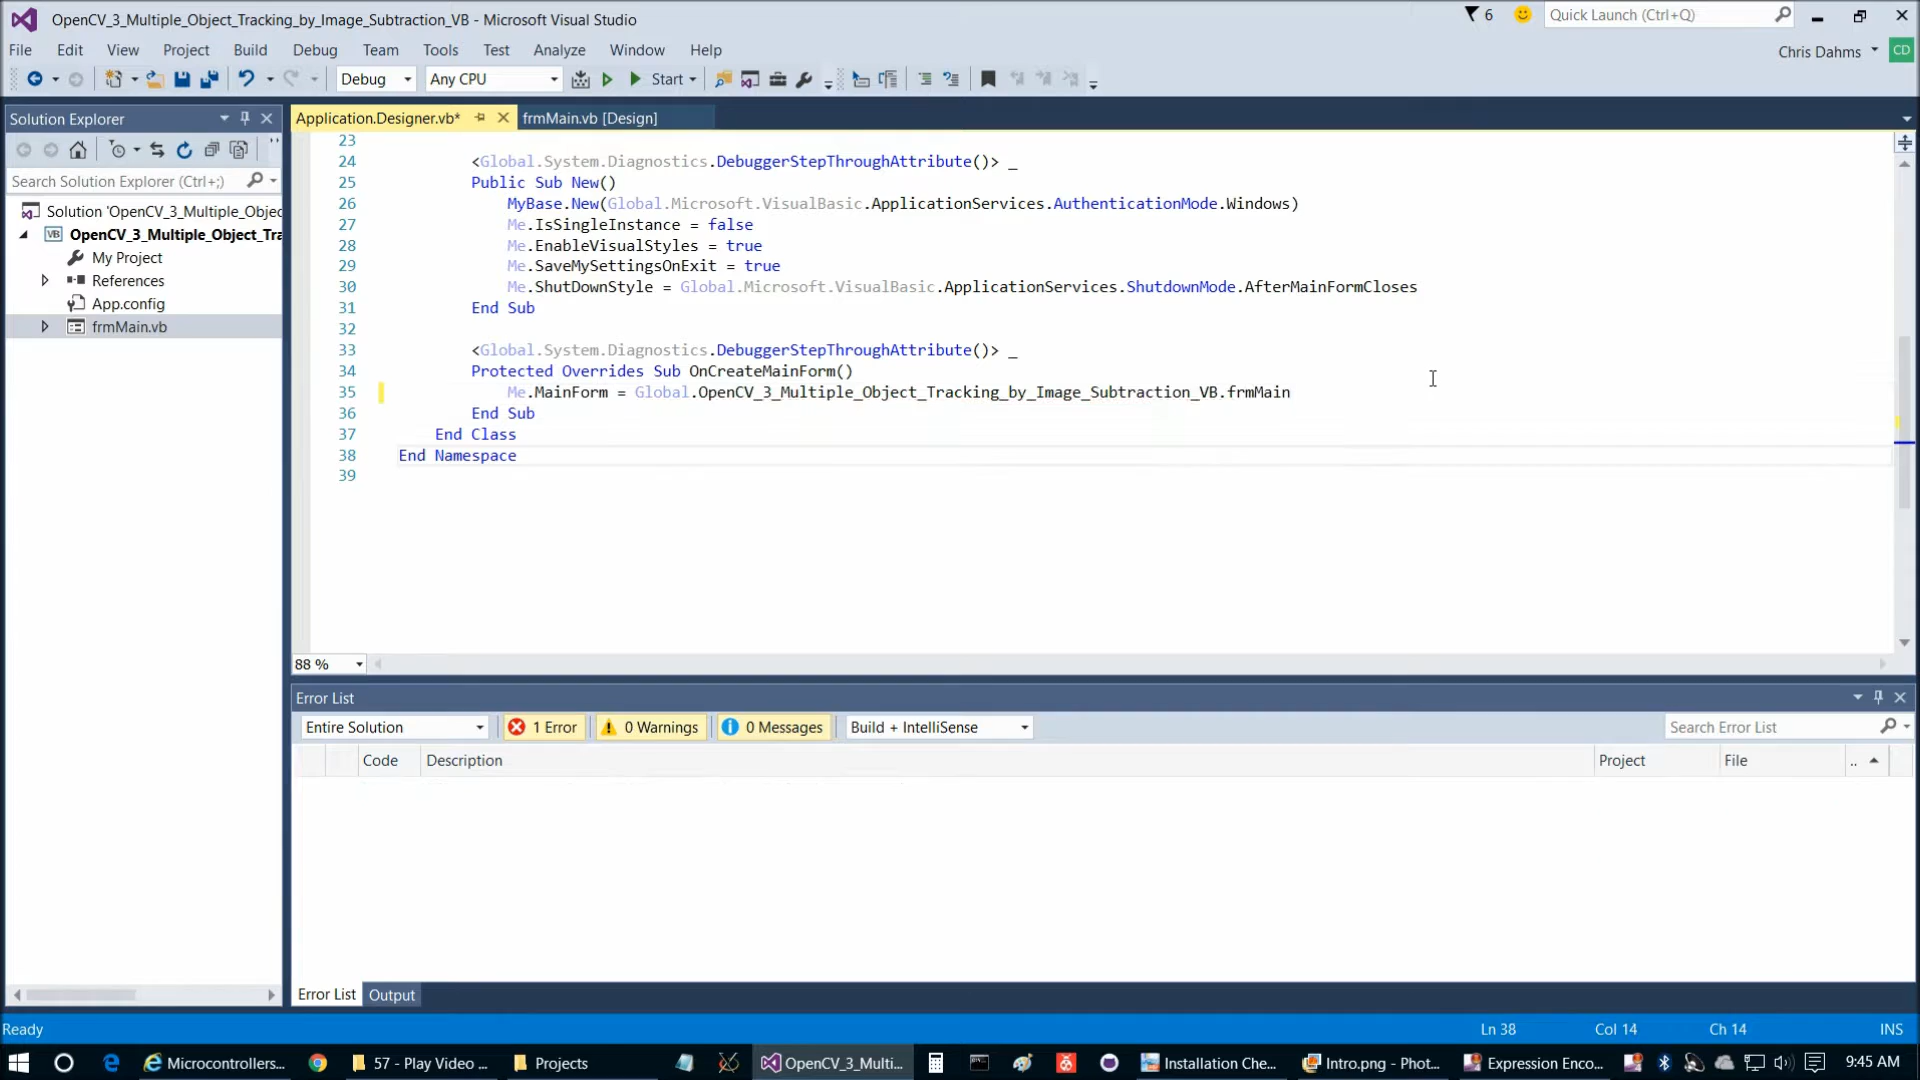 OpenCV_3_Multiple_Object_Tracking_by_Image_Subtraction_VB - Microsoft Visual Studio
6
Quick Launch (Ctrl+Q)
File Edit View Project Build Debug Team Tools Test Analyze Window Help
Chris Dahms
CD
Debug
Any CPU
Start
Solution Explorer
Application.Designer.vb*
frmMain.vb [Design]
Search Solution Explorer (Ctrl+;)
Solution 'OpenCV_3_Multiple_Objec
VB OpenCV_3_Multiple_Object_Tra
My Project
References
App.config
frmMain.vb
23
24 <Global.System.Diagnostics.DebuggerStepThroughAttribute()> _
25 Public Sub New()
26 MyBase.New(Global.Microsoft.VisualBasic.ApplicationServices.AuthenticationMode.Windows)
27 Me.IsSingleInstance = false
28 Me.EnableVisualStyles = true
29 Me.SaveMySettingsOnExit = true
30 Me.ShutDownStyle = Global.Microsoft.VisualBasic.ApplicationServices.ShutdownMode.AfterMainFormCloses
31 End Sub
32
33 <Global.System.Diagnostics.DebuggerStepThroughAttribute()> _
34 Protected Overrides Sub OnCreateMainForm()
35 Me.MainForm = Global.OpenCV_3_Multiple_Object_Tracking_by_Image_Subtraction_VB.frmMain
36 End Sub
37 End Class
38 End Namespace
39
88 %
Error List
Entire Solution
1 Error
0 Warnings
0 Messages
Build + IntelliSense
Search Error List
Code Description Project File ..
Error List Output
Ready
Ln 38 Col 14 Ch 14 INS
Microcontrollers...
57 - Play Video ...
Projects
OpenCV_3_Multi...
Installation Che...
Intro.png - Phot...
Expression Enco...
9:45 AM